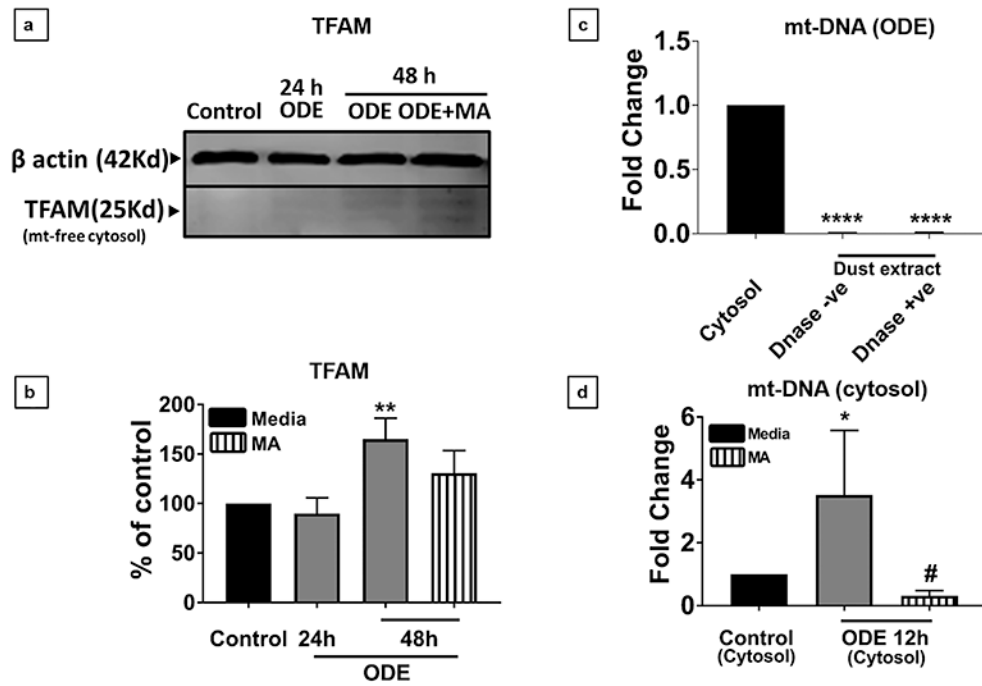 a
TFAM
24 h
48 h
Control ODE ODE ODE+MA
β actin (42Kd)
TFAM(25Kd)
(mt-free cytosol)
b
TFAM
% of control
200
150
100
50
0
Media
MA
**
Control 24h 48h
ODE
c
mt-DNA (ODE)
Fold Change
1.5
1.0
0.5
0.0
**** ****
Dust extract
Cytosol
Dnase -ve
Dnase +ve
d
mt-DNA (cytosol)
Fold Change
6
4
2
0
Media
MA
*
#
Control ODE 12h
(Cytosol) (Cytosol)